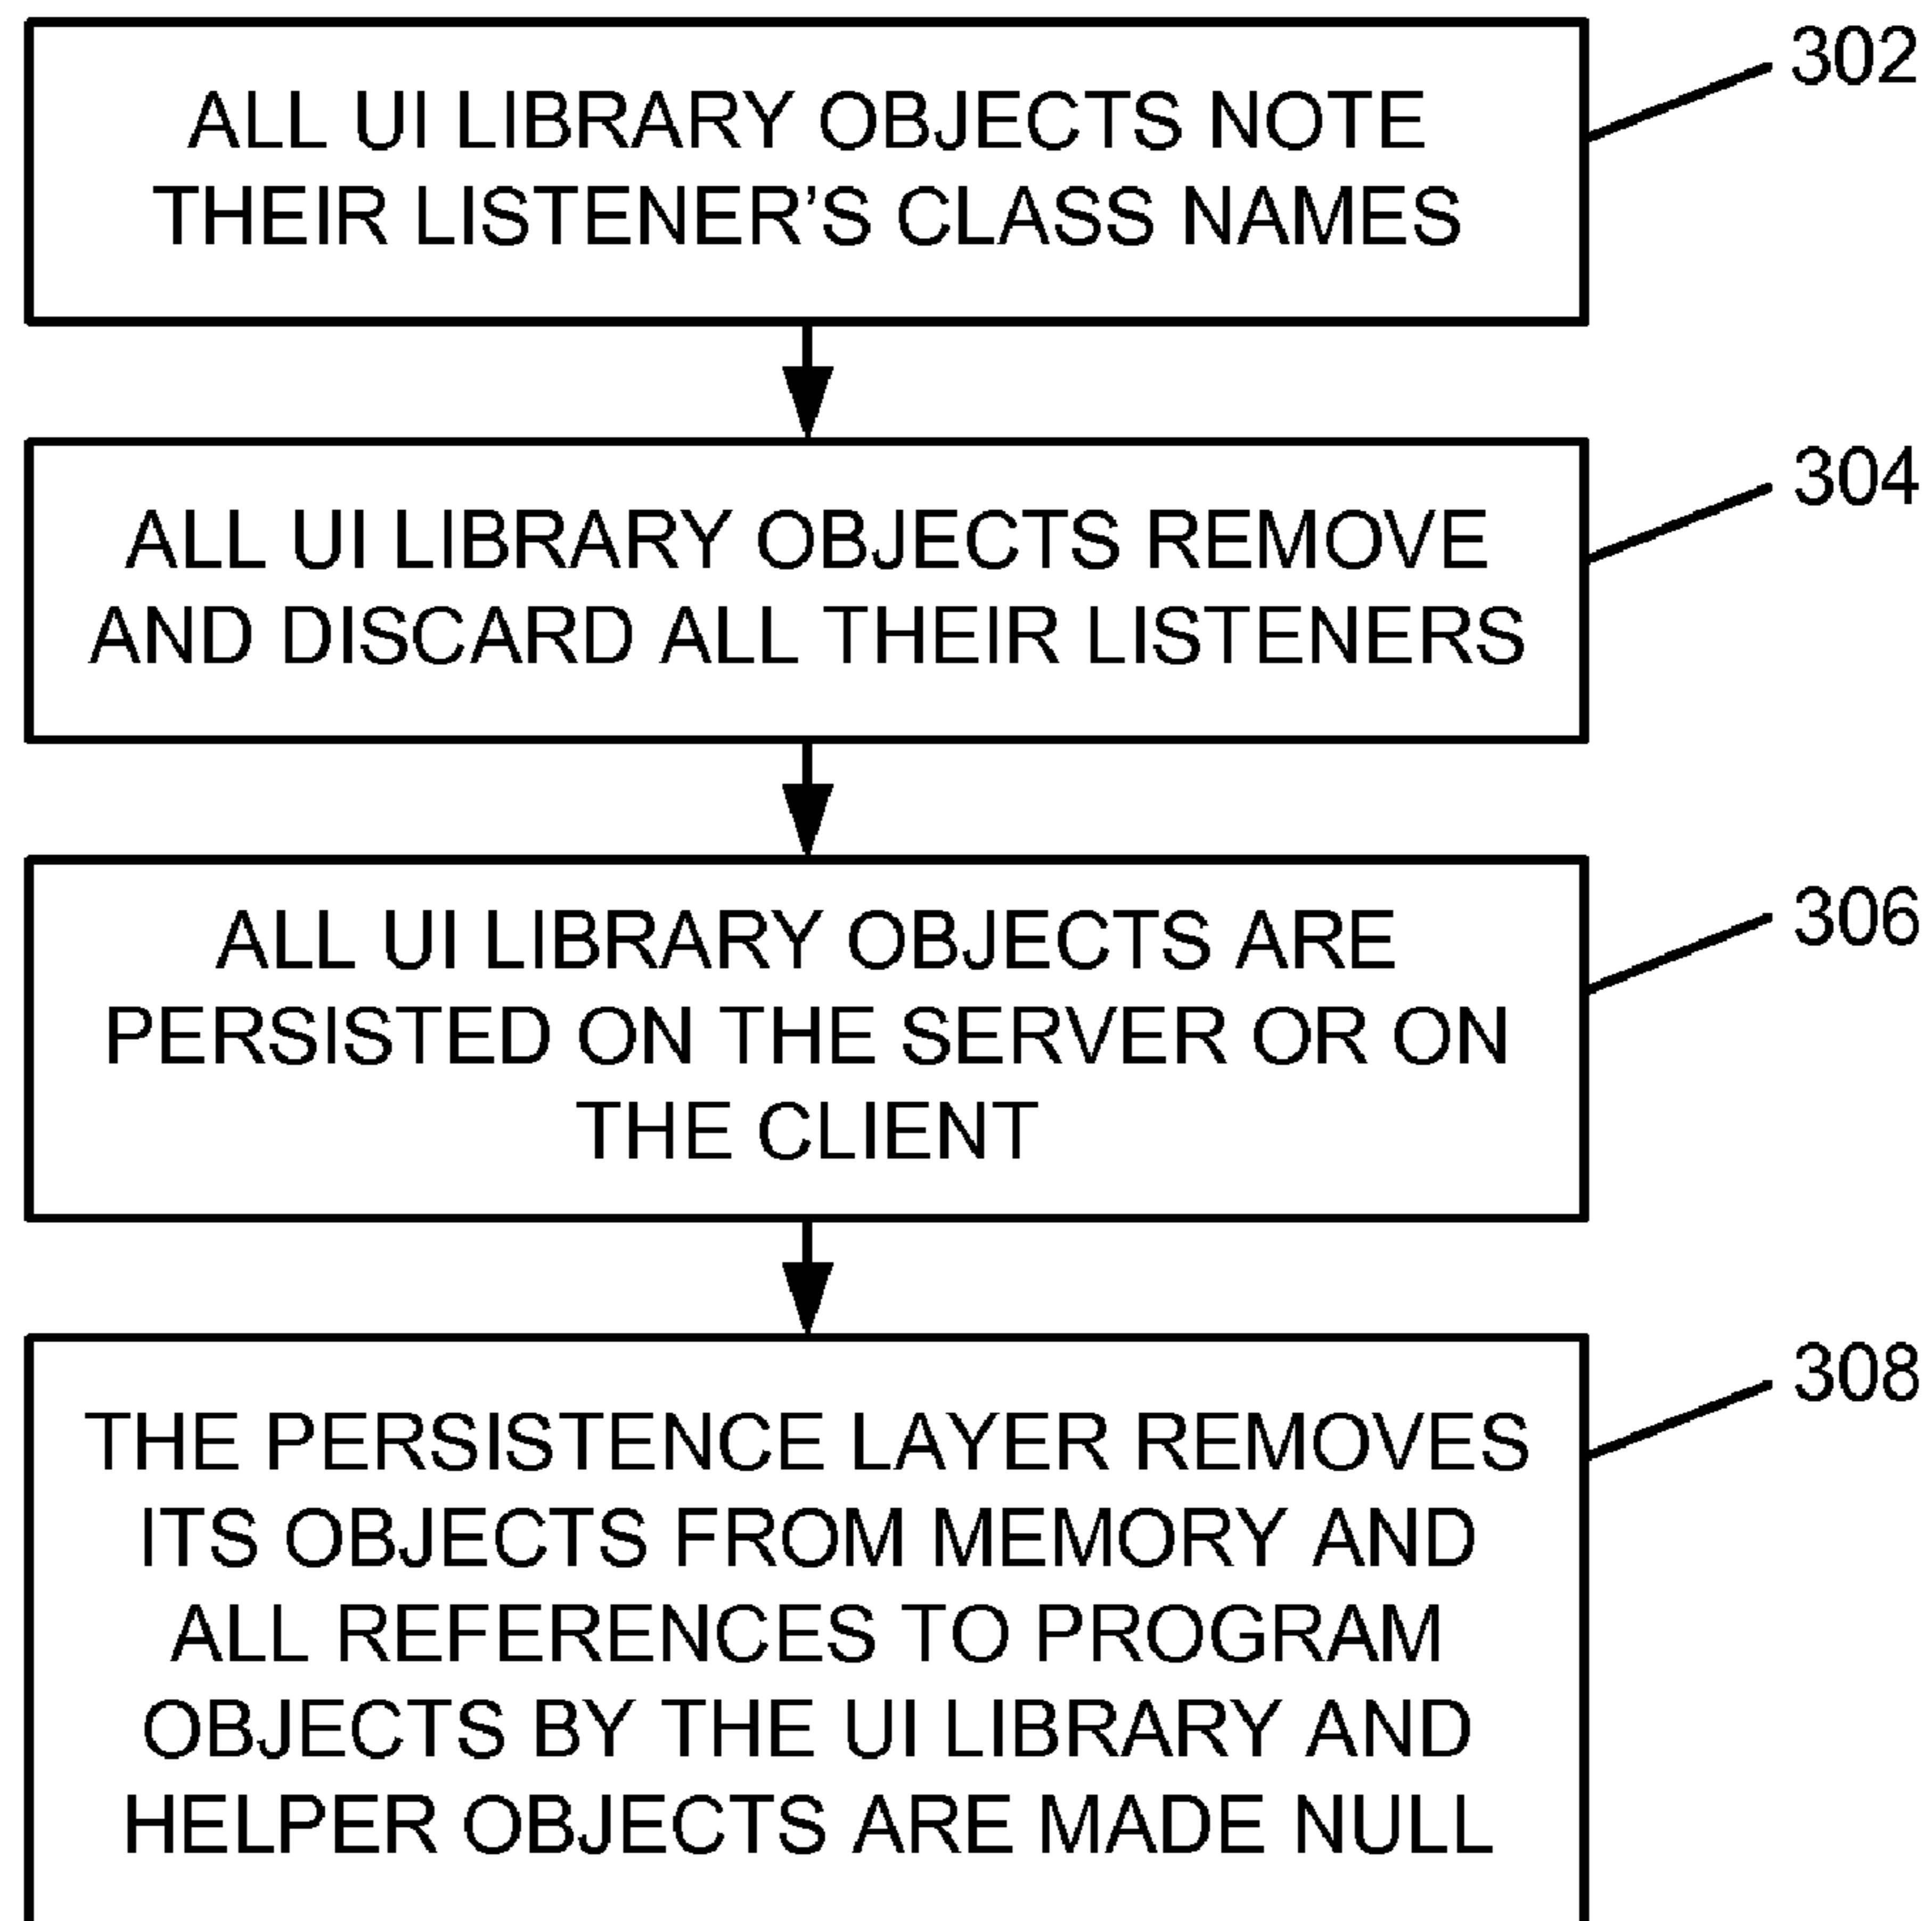 302
ALL UI LIBRARY OBJECTS NOTE
THEIR LISTENER'S CLASS NAMES
304
ALL UI LIBRARY OBJECTS REMOVE
AND DISCARD ALL THEIR LISTENERS
306
ALL UI LIBRARY OBJECTS ARE
PERSISTED ON THE SERVER OR ON
THE CLIENT
308
THE PERSISTENCE LAYER REMOVES
ITS OBJECTS FROM MEMORY AND
ALL REFERENCES TO PROGRAM
OBJECTS BY THE UI LIBRARY AND
HELPER OBJECTS ARE MADE NULL